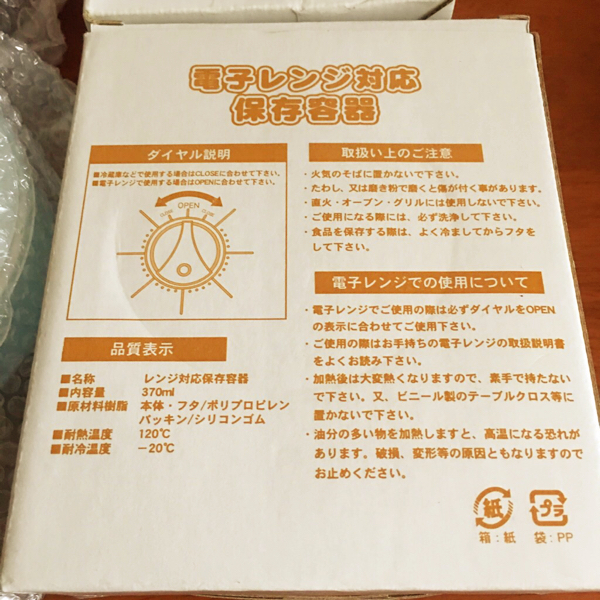 電子レンジ対応
保存容器
ダイヤル説明
■冷蔵庫などで使用する場合はCLOSEに合わせて下さい。
■電子レンジで使用する場合はOPENに合わせて下さい。
CLOSE OPEN CLOSE
品質表示
■名称 レンジ対応保存容器
■内容量 370ml
■原材料樹脂 本体・フタ/ポリプロピレン
パッキン/シリコンゴム
■耐熱温度 120℃
■耐冷温度 −20℃
取扱い上のご注意
・火気のそばに置かないで下さい。
・たわし、又は磨き粉で磨くと傷が付く事があります。
・直火・オーブン・グリルには使用しないで下さい。
・ご使用になる際には、必ず洗浄して下さい。
・食品を保存する際は、よく冷ましてからフタを
して下さい。
電子レンジでの使用について
・電子レンジでご使用の際は必ずダイヤルをOPEN
の表示に合わせてご使用下さい。
・ご使用の際はお手持ちの電子レンジの取扱説明書
をよくお読み下さい。
・加熱後は大変熱くなりますので、素手で持たない
で下さい。又、ビニール製のテーブルクロス等に
置かないで下さい。
・油分の多い物を加熱しますと、高温になる恐れが
あります。破損、変形等の原因ともなりますので
お止めください。
紙 プラ
箱:紙 袋:PP